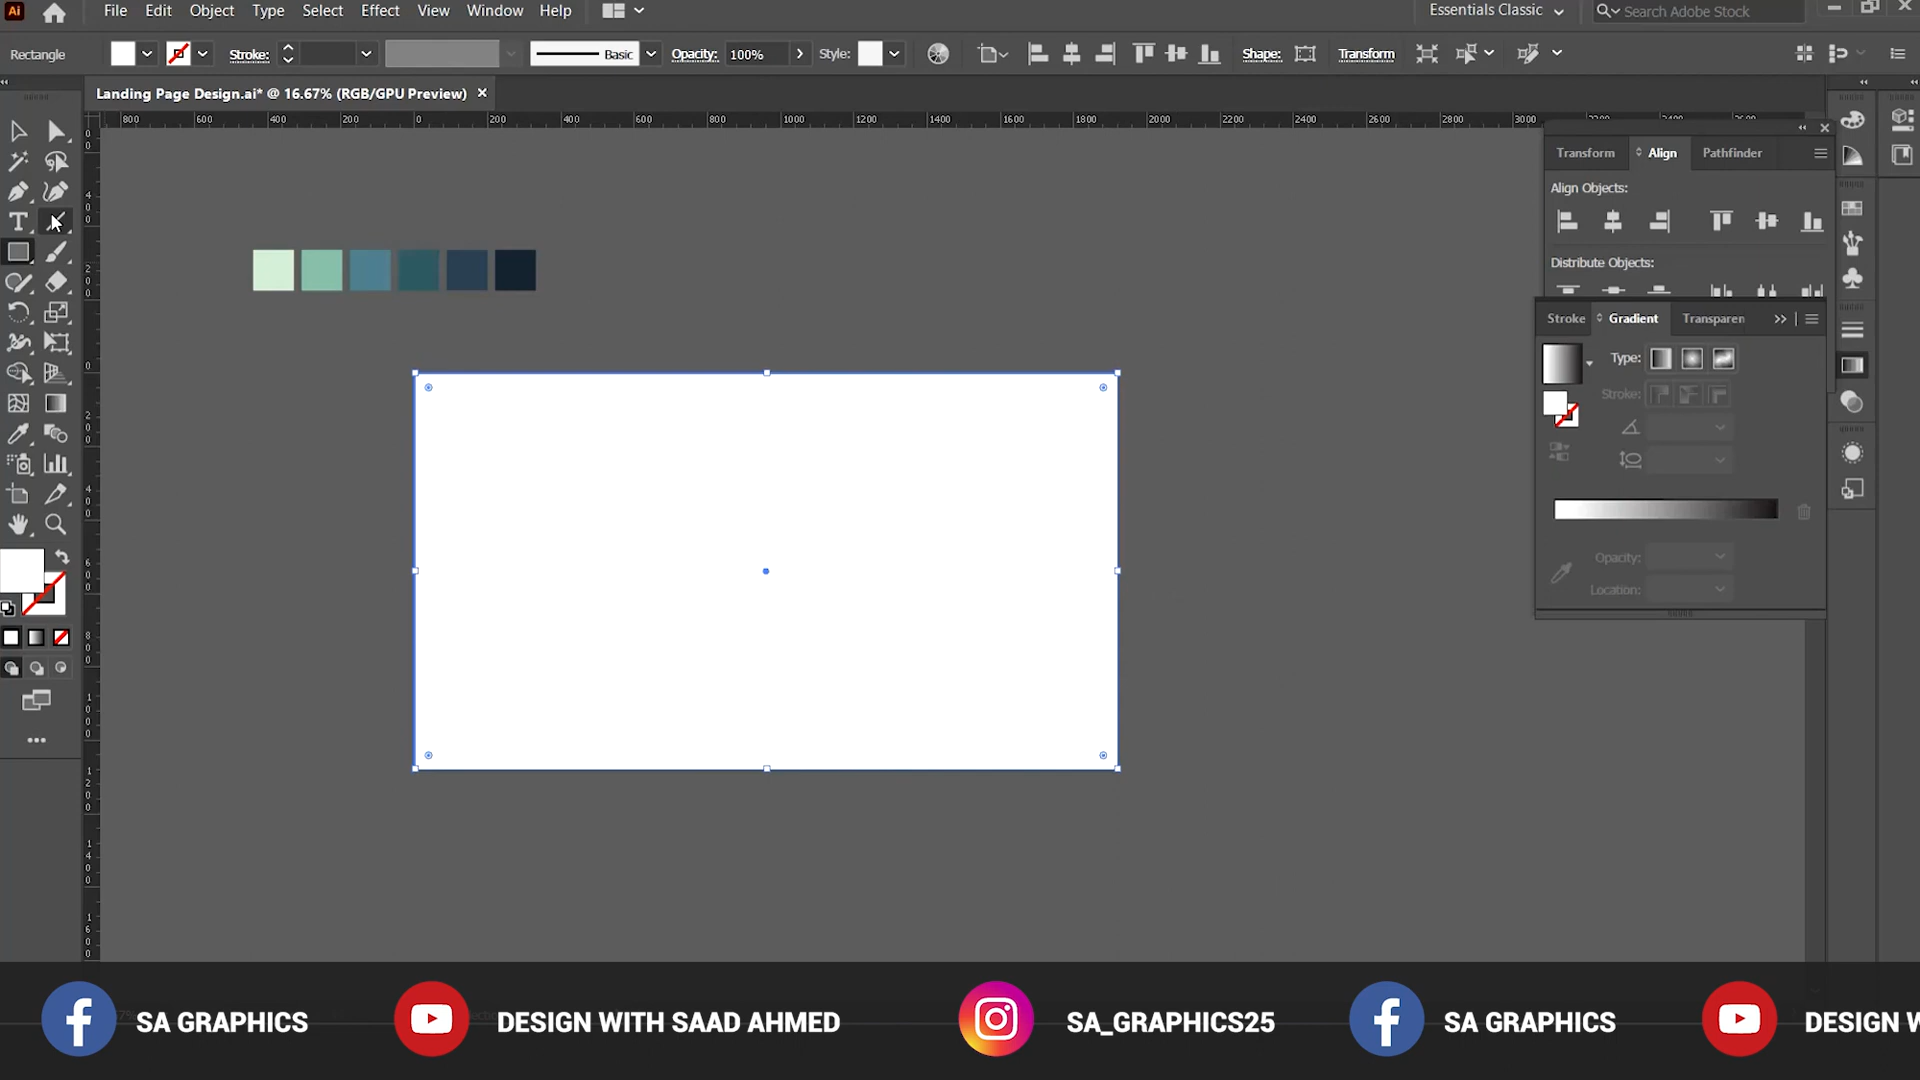 Ai File Edit Object Type Select Effect View Window Help Essentials Classic Search Adobe Stock
Rectangle Stroke: Basic Opacity: 100% Style: Shape: Transform
Landing Page Design.ai* @ 16.67% (RGB/GPU Preview)
800 600 400 200 0 200 400 600 800 1000 1200 1400 1600 1800 2000 2200 2400 2600 2800 3000
Transform Align Pathfinder
Align Objects:
Distribute Objects:
Stroke Gradient Transparen
Type:
Stroke:
Opacity:
Location:
SA GRAPHICS DESIGN WITH SAAD AHMED SA_GRAPHICS25 SA GRAPHICS DESIGN W